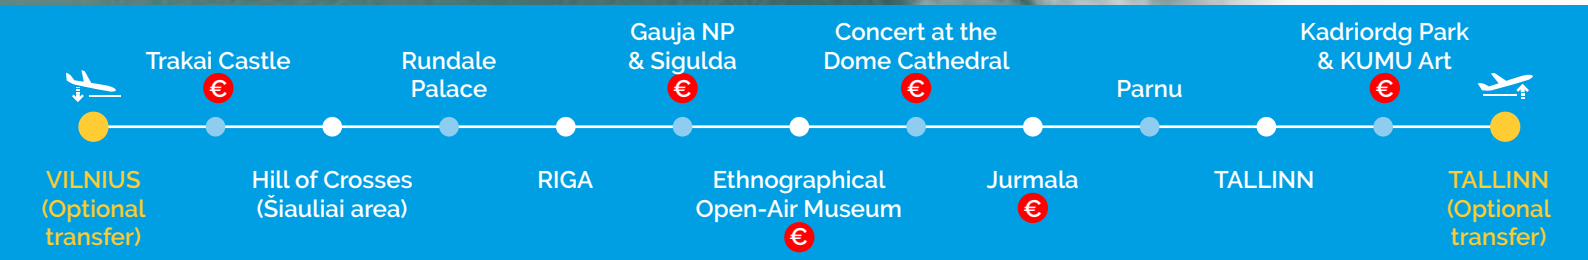 Trakai Castle
€
Rundale
Palace
Gauja NP
& Sigulda
€
Concert at the
Dome Cathedral
€
Parnu
Kadriordg Park
& KUMU Art
€
VILNIUS
(Optional
transfer)
Hill of Crosses
(Šiauliai area)
RIGA
Ethnographical
Open-Air Museum
€
Jurmala
€
TALLINN
TALLINN
(Optional
transfer)